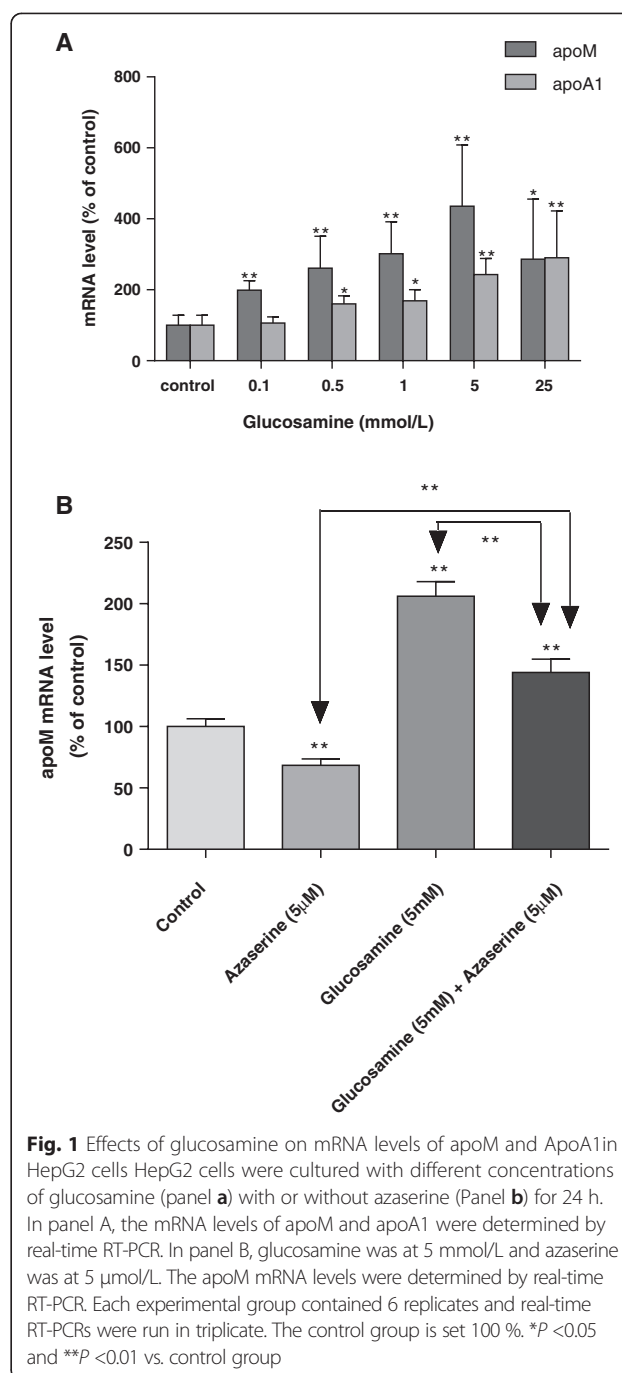 A
apoM
apoA1
800
600
400
200
0
mRNA level (% of control)
**
**
*
**
*
**
**
*
**
control 0.1 0.5 1 5 25
Glucosamine (mmol/L)
B
**
**
250
200
150
100
50
0
apoM mRNA level
(% of control)
**
**
**
Control
Azaserine (5μM)
Glucosamine (5mM)
Glucosamine (5mM) + Azaserine (5μM)
Fig. 1 Effects of glucosamine on mRNA levels of apoM and ApoA1in
HepG2 cells HepG2 cells were cultured with different concentrations
of glucosamine (panel a) with or without azaserine (Panel b) for 24 h.
In panel A, the mRNA levels of apoM and apoA1 were determined by
real-time RT-PCR. In panel B, glucosamine was at 5 mmol/L and azaserine
was at 5 μmol/L. The apoM mRNA levels were determined by real-time
RT-PCR. Each experimental group contained 6 replicates and real-time
RT-PCRs were run in triplicate. The control group is set 100 %. *P <0.05
and **P <0.01 vs. control group